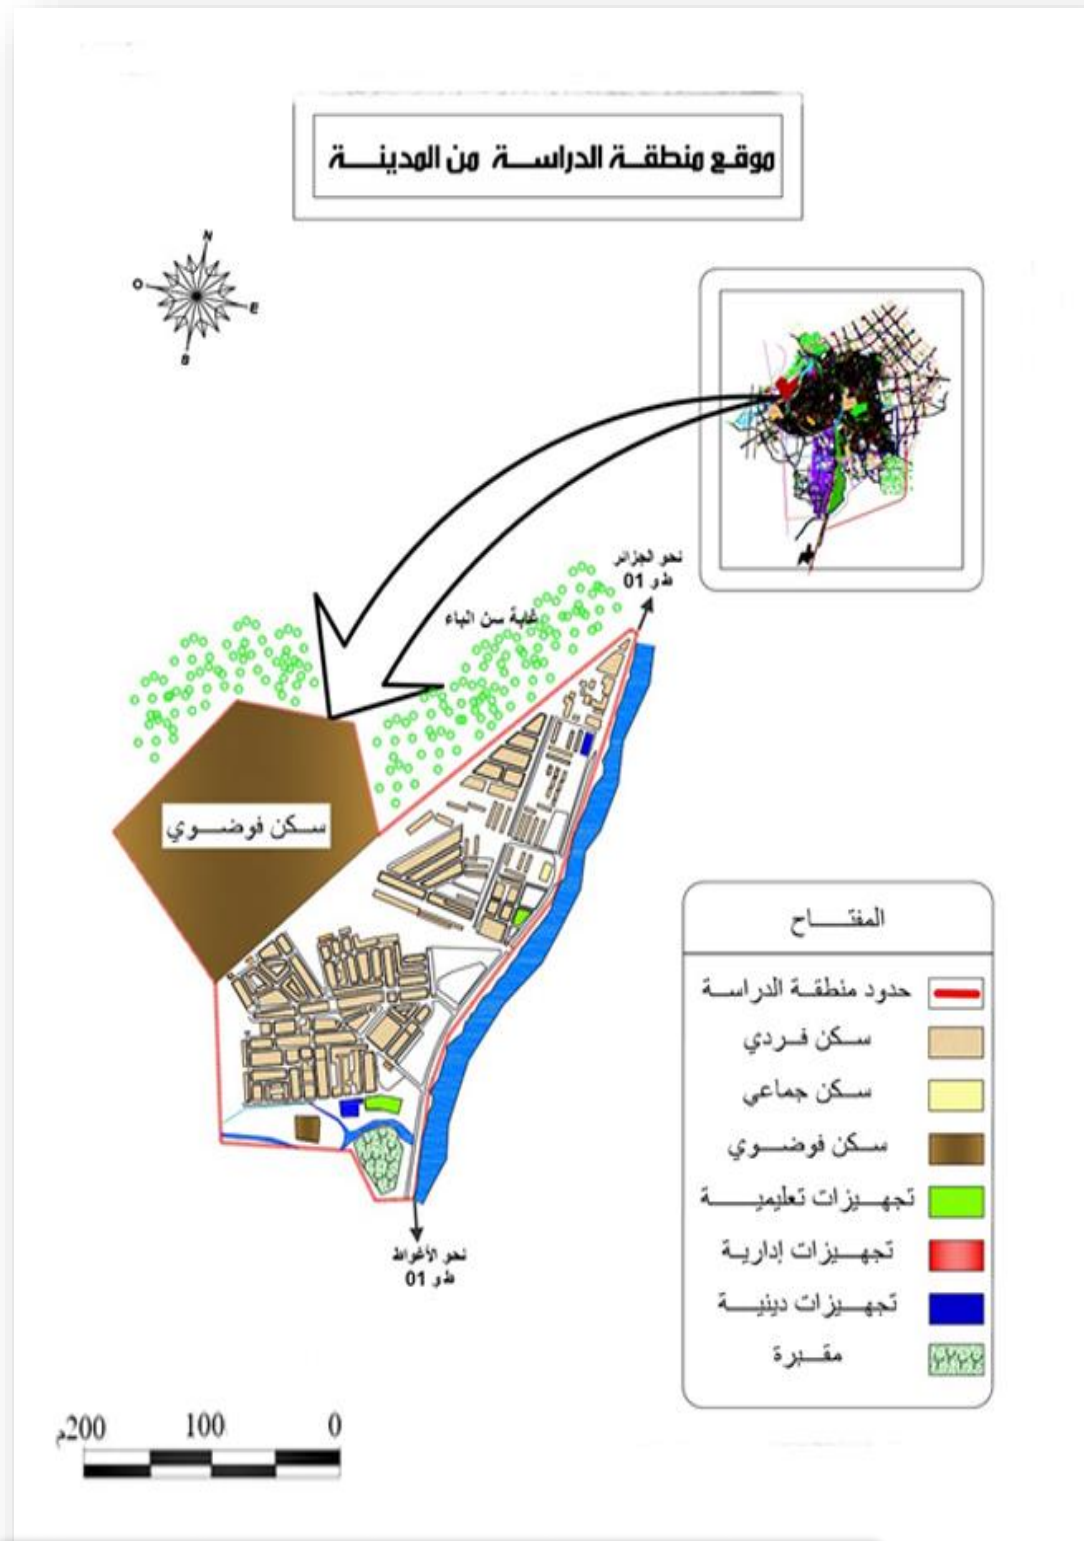 موقع منطقة الدراسة من المدينة
N
O
E
B
نحو الجزائر
ط و 01
غابة سن الباء
سكن فوضوي
المفتاح
حدود منطقة الدراسة
سكن فردي
سكن جماعي
سكن فوضوي
تجهيزات تعليمية
تجهيزات إدارية
تجهيزات دينية
مقبرة
نحو الأغواط
ط و 01
200م 100 0